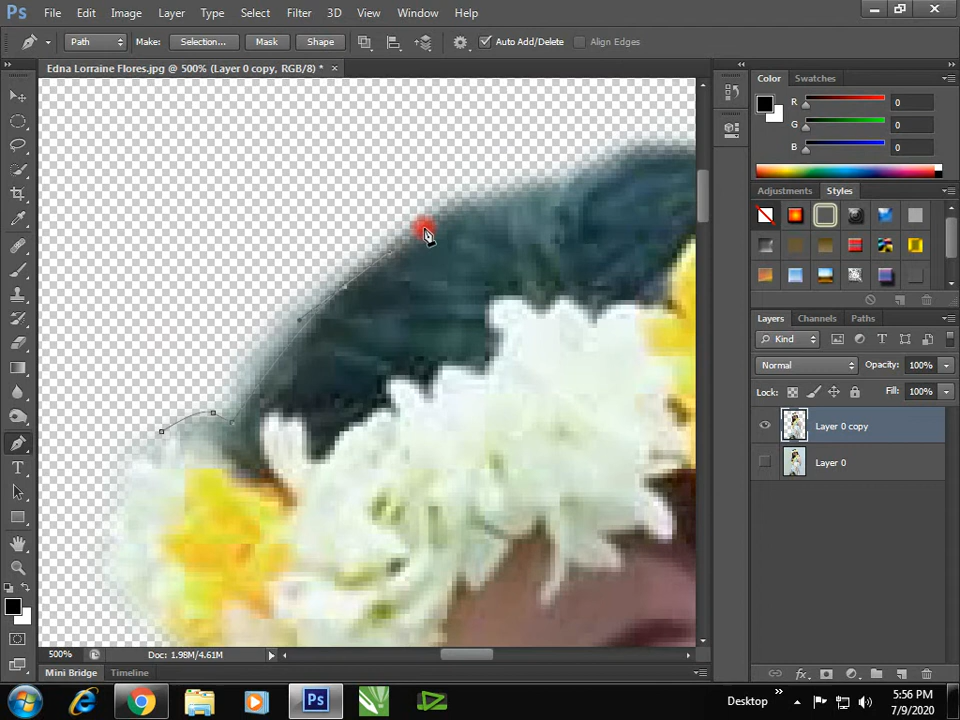 Ps File Edit Image Layer Type Select Filter 3D View Window Help
Path Make: Selection... Mask Shape Auto Add/Delete Align Edges
Edna Lorraine Flores.jpg @ 500% (Layer 0 copy, RGB/8) *
Color Swatches
R 0
G 0
B 0
Adjustments Styles
Layers Channels Paths
Kind T
Normal Opacity: 100%
Lock: Fill: 100%
Layer 0 copy
Layer 0
T
500% Doc: 1.98M/4.61M
Mini Bridge Timeline
Ps Desktop 5:56 PM
7/9/2020